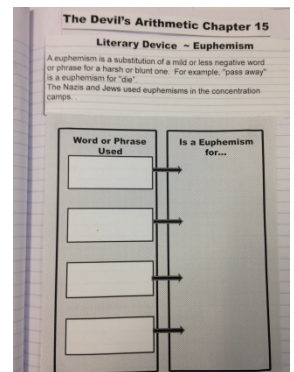 The Devil's Arithmetic Chapter 15
Literary Device ~ Euphemism
A euphemism is a substitution of a mild or less negative word
or phrase for a harsh or blunt one. For example, "pass away"
is a euphemism for "die".
The Nazis and Jews used euphemisms in the concentration
camps.
Word or Phrase
Used
Is a Euphemism
for...